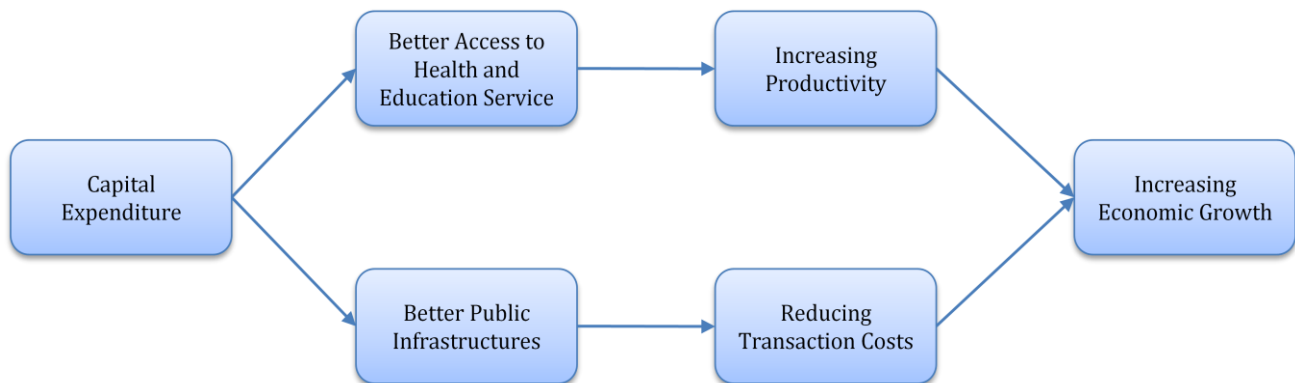 Better Access to
Health and
Education Service
Increasing
Productivity
Capital
Expenditure
Increasing
Economic Growth
Better Public
Infrastructures
Reducing
Transaction Costs